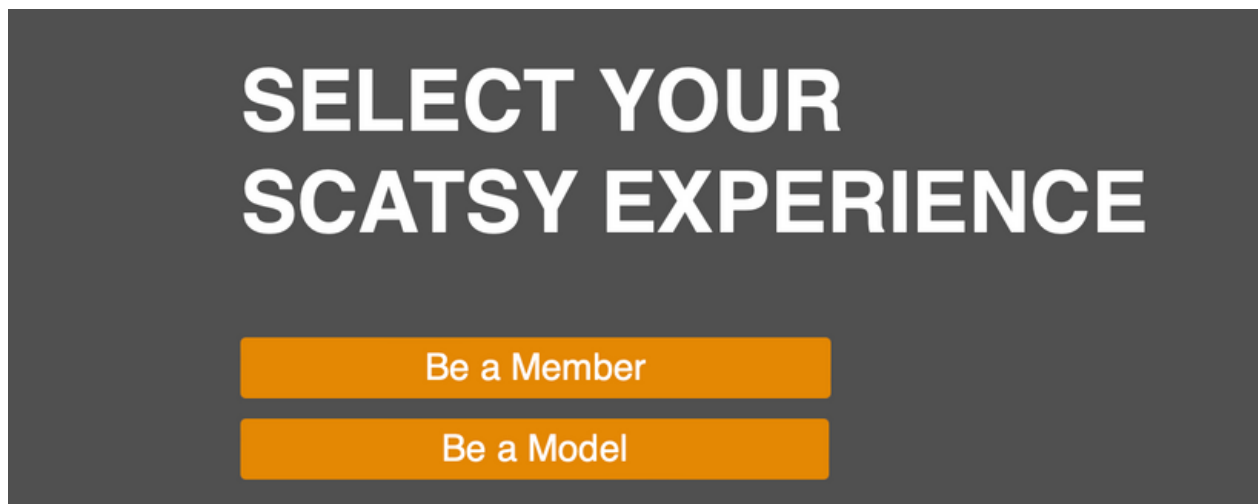 SELECT YOUR
SCATSY EXPERIENCE
Be a Member
Be a Model